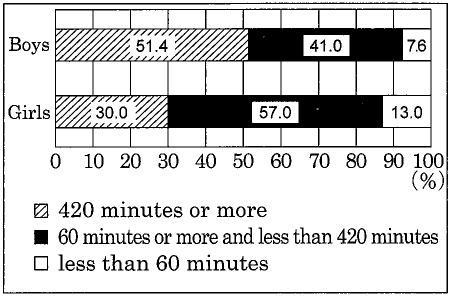 Boys 51.4 41.0 7.6
Girls 30.0 57.0 13.0
0 10 20 30 40 50 60 70 80 90 100
(%)
420 minutes or more
60 minutes or more and less than 420 minutes
less than 60 minutes